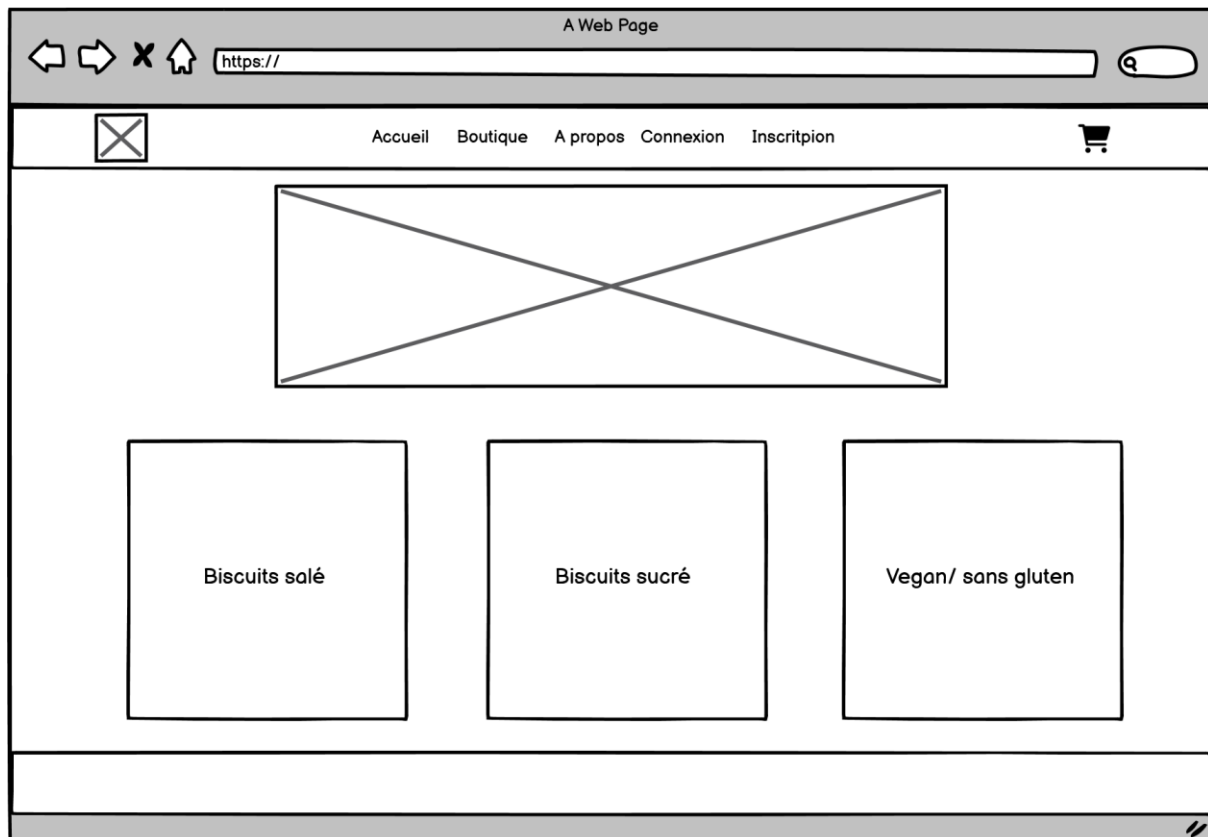 A Web Page
https://
Accueil Boutique A propos Connexion Inscritpion
Biscuits salé
Biscuits sucré
Vegan/ sans gluten